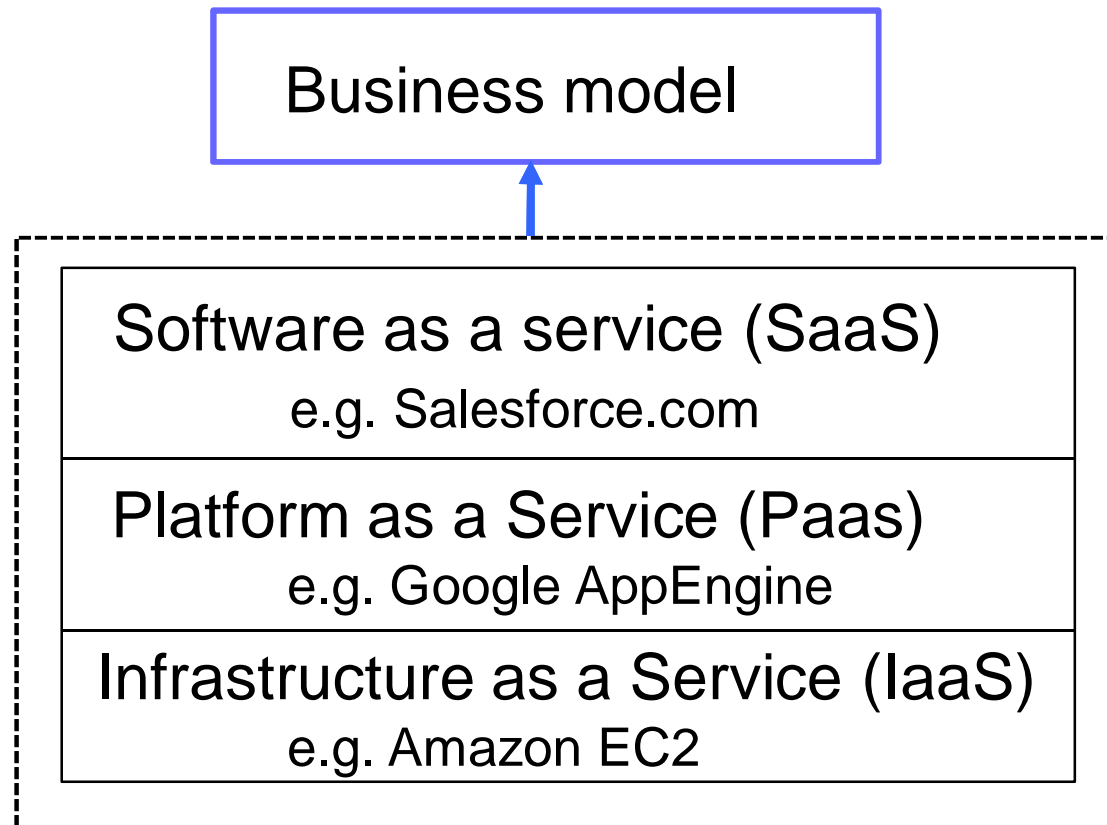 Business model
Software as a service (SaaS)
e.g. Salesforce.com
Platform as a Service (Paas)
e.g. Google AppEngine
Infrastructure as a Service (IaaS)
e.g. Amazon EC2